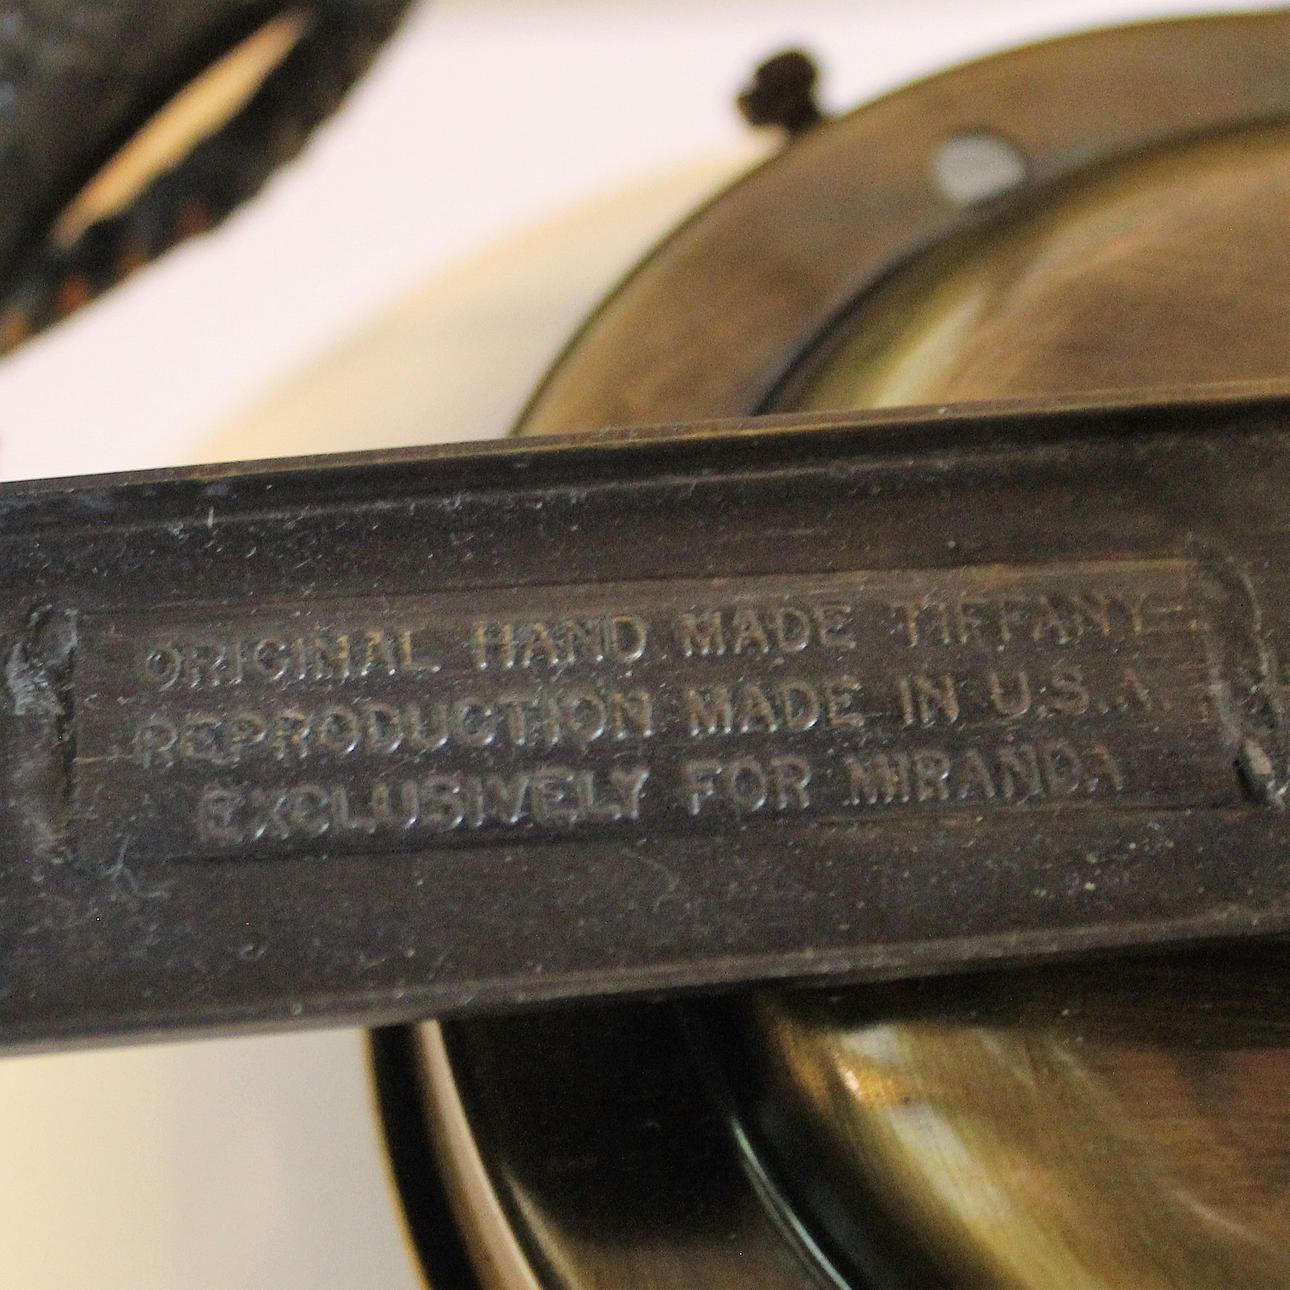 ORIGINAL HAND MADE TIFFANY
REPRODUCTION MADE IN U.S.A.
EXCLUSIVELY FOR MIRANDA